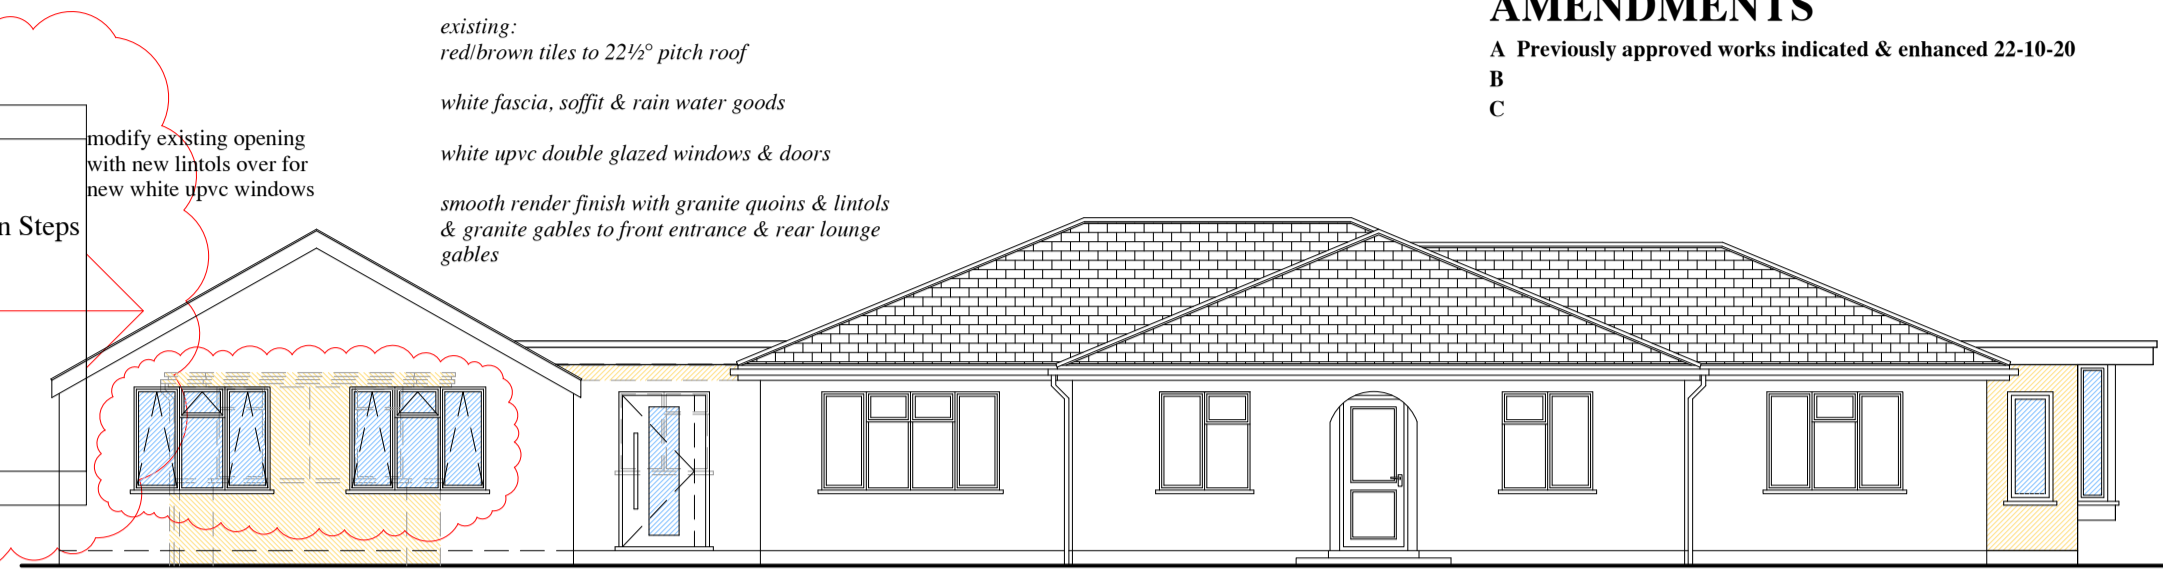 existing:
red/brown tiles to 22½° pitch roof
white fascia, soffit & rain water goods
white upvc double glazed windows & doors
smooth render finish with granite quoins & lintols
& granite gables to front entrance & rear lounge
gables
AMENDMENTS
A Previously approved works indicated & enhanced 22-10-20
B
C
modify existing opening
with new lintols over for
new white upvc windows
n Steps